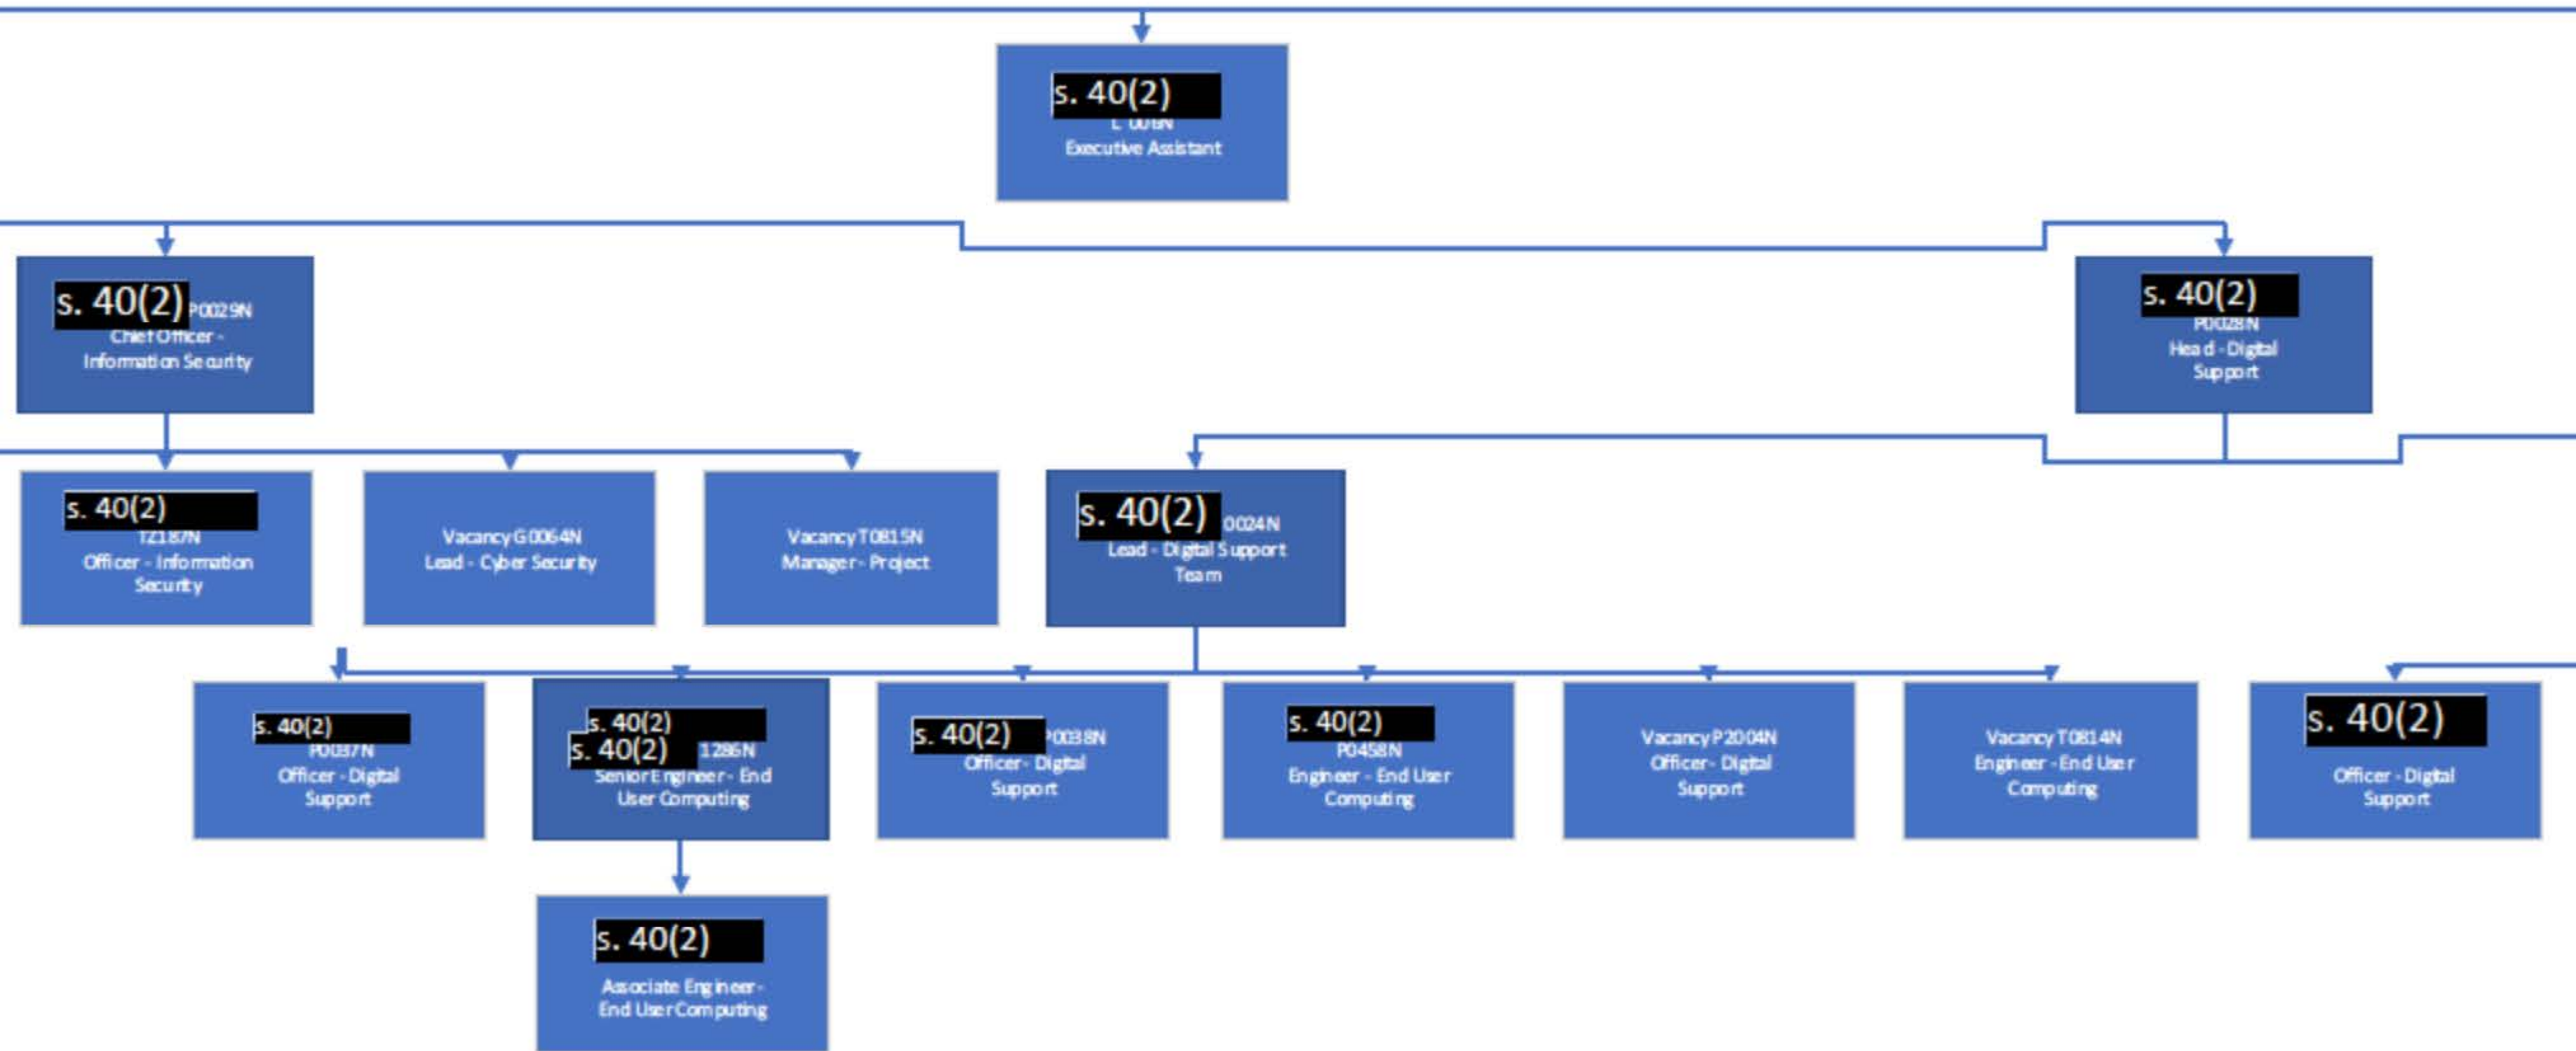 s. 40(2)
Executive Assistant
s. 40(2) P0029N
Chief Officer -
Information Security
s. 40(2)
P0028N
Head - Digital
Support
s. 40(2)
TZ187N
Officer - Information
Security
Vacancy G0064N
Lead - Cyber Security
Vacancy T0815N
Manager - Project
s. 40(2) 0024N
Lead - Digital Support
Team
s. 40(2)
P0037N
Officer - Digital
Support
s. 40(2)
s. 40(2) 1286N
Senior Engineer - End
User Computing
s. 40(2) P0038N
Officer - Digital
Support
s. 40(2)
P0458N
Engineer - End User
Computing
Vacancy P2004N
Officer - Digital
Support
Vacancy T0814N
Engineer - End User
Computing
s. 40(2)
Officer - Digital
Support
s. 40(2)
Associate Engineer -
End User Computing